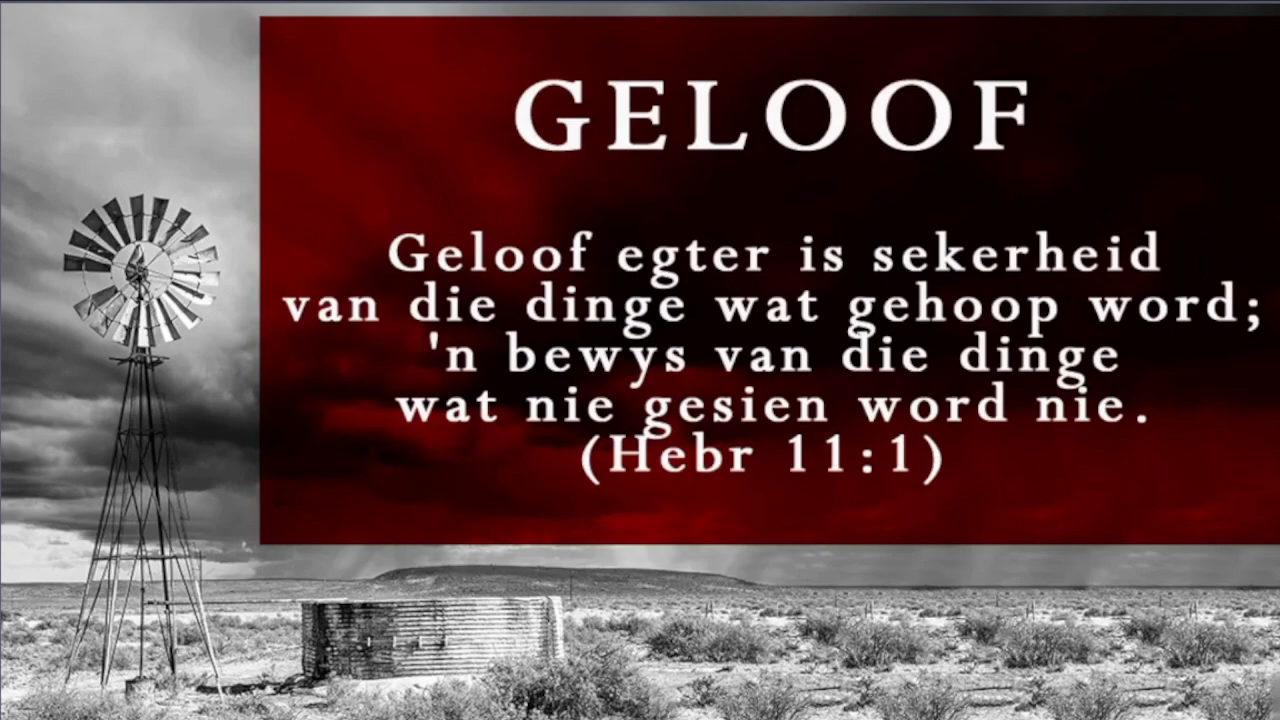 GELOOF
Geloof egter is sekerheid
van die dinge wat gehoop word;
'n bewys van die dinge
wat nie gesien word nie.
(Hebr 11:1)